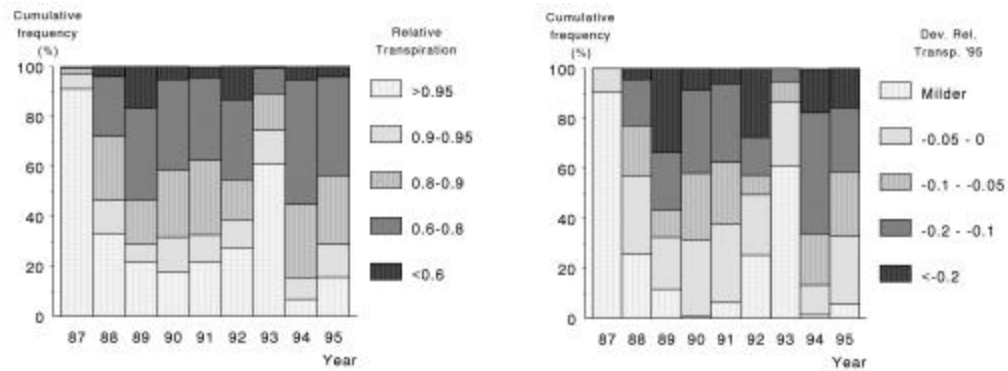 Cumulative
frequency
(%)
Relative
Transpiration
100
80
60
40
20
0
>0.95
0.9-0.95
0.8-0.9
0.6-0.8
<0.6
87 88 89 90 91 92 93 94 95
Year
Cumulative
frequency
(%)
Dev. Rel.
Transp. '95
100
80
60
40
20
0
Milder
-0.05 - 0
-0.1 - -0.05
-0.2 - -0.1
<-0.2
87 88 89 90 91 92 93 94 95
Year